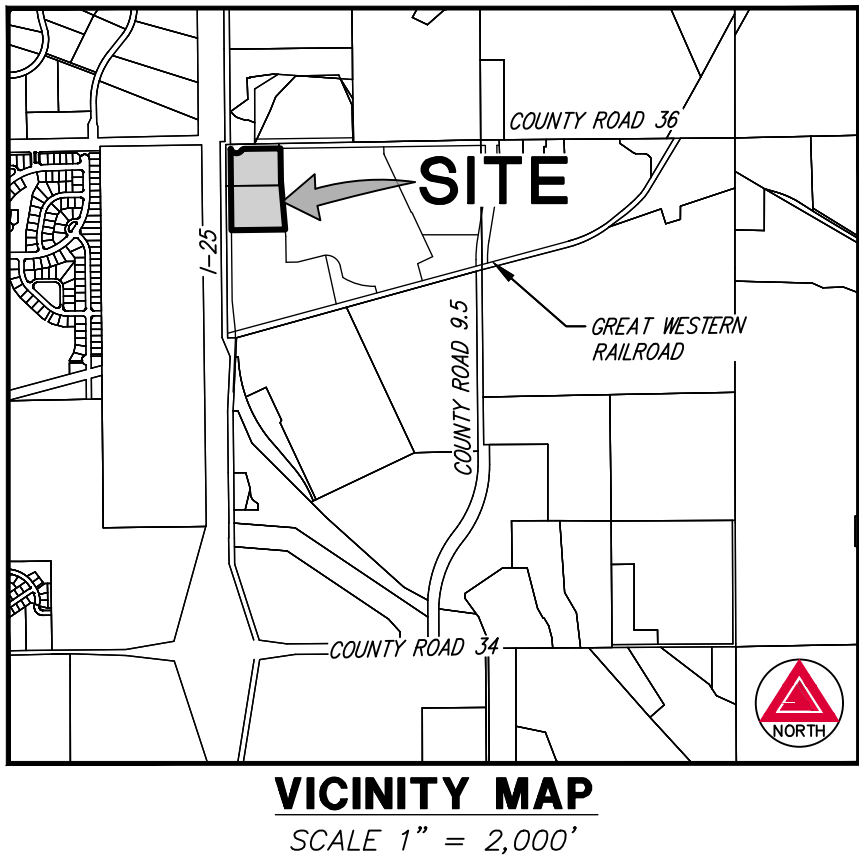 COUNTY ROAD 36
SITE
I-25
COUNTY ROAD 9.5
GREAT WESTERN
RAILROAD
COUNTY ROAD 34
NORTH
VICINITY MAP
SCALE 1" = 2,000'